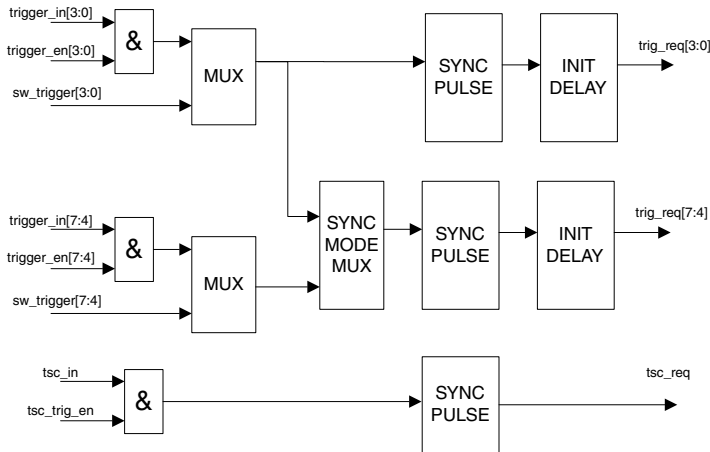 trigger_in[3:0]
trigger_en[3:0]
&
sw_trigger[3:0]
MUX
SYNC
PULSE
INIT
DELAY
trig_req[3:0]
trigger_in[7:4]
trigger_en[7:4]
&
sw_trigger[7:4]
MUX
SYNC
MODE
MUX
SYNC
PULSE
INIT
DELAY
trig_req[7:4]
tsc_in
tsc_trig_en
&
SYNC
PULSE
tsc_req